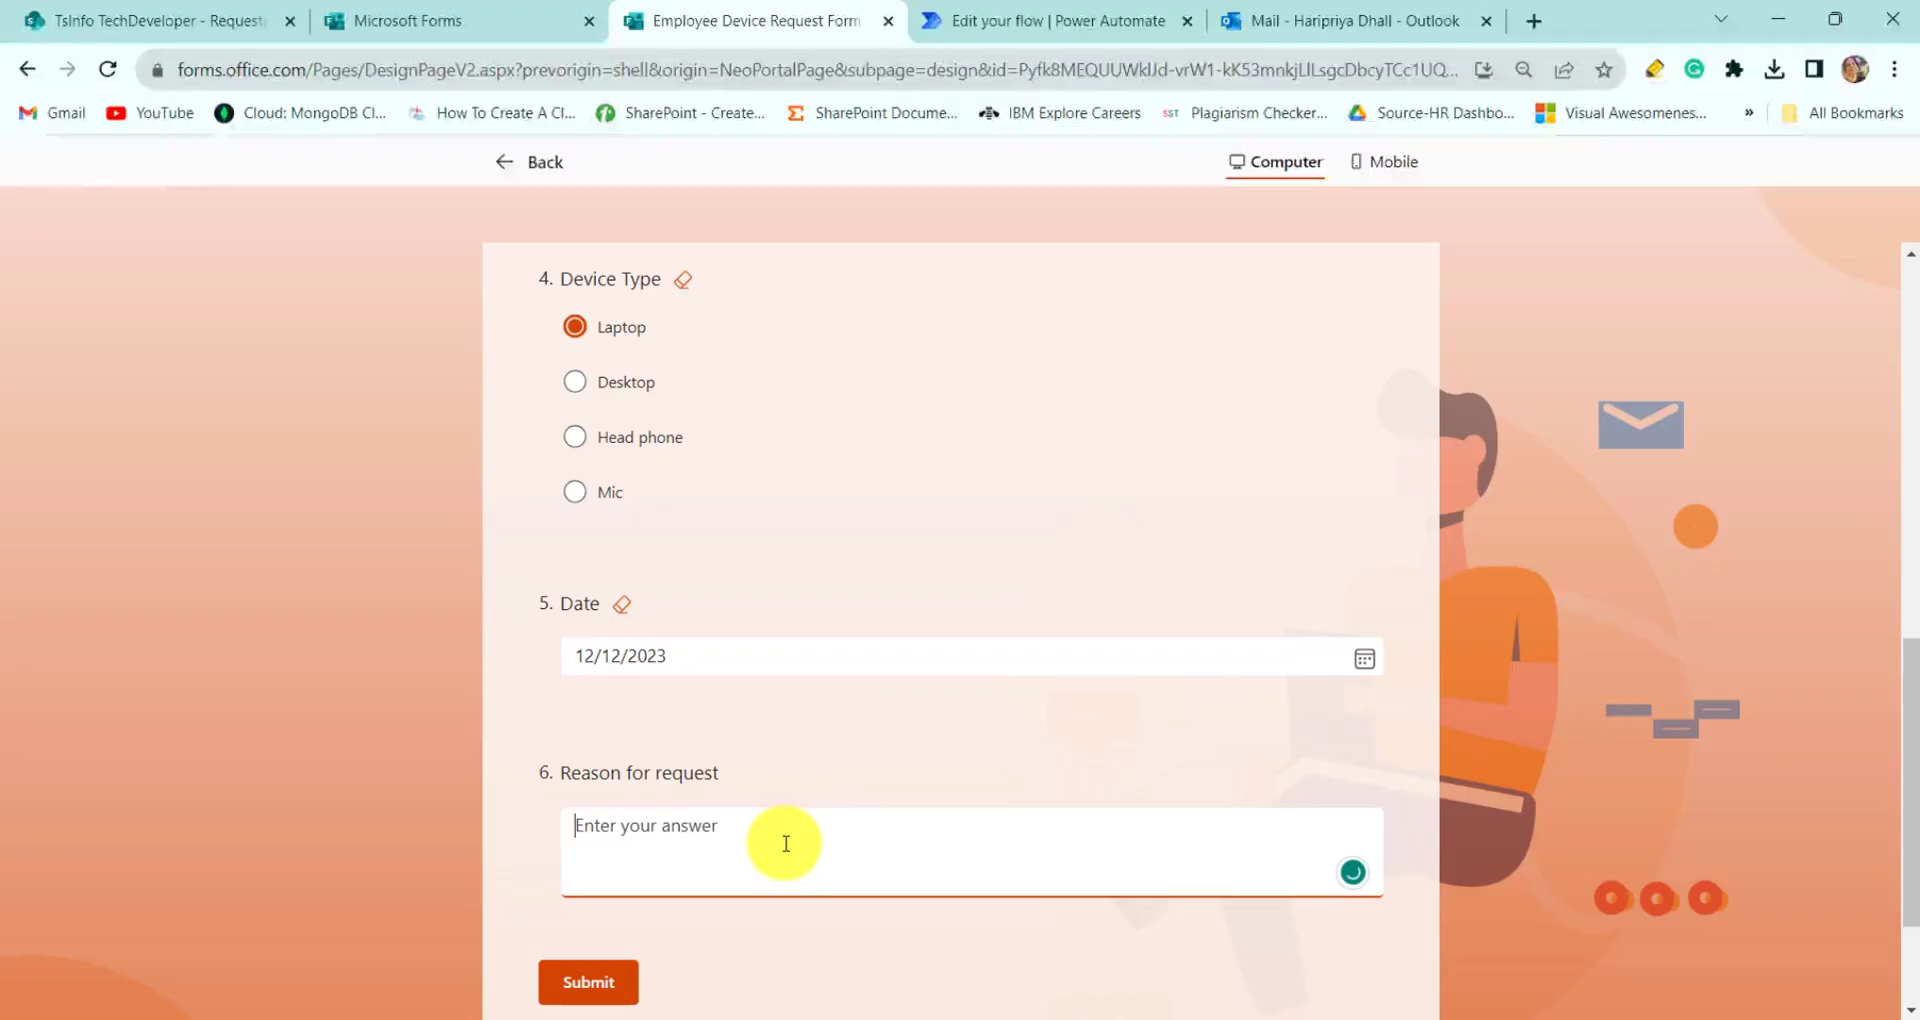 TsInfo TechDeveloper - Request
Microsoft Forms
Employee Device Request Form
Edit your flow | Power Automate
Mail - Haripriya Dhall - Outlook
forms.office.com/Pages/DesignPageV2.aspx?prevorigin=shell&origin=NeoPortalPage&subpage=design&id=Pyfk8MEQUUWklJd-vrW1-kK53mnkjLlLsgcDbcyTCc1UQ...
Gmail
YouTube
Cloud: MongoDB Cl...
How To Create A Cl...
SharePoint - Create...
SharePoint Docume...
IBM Explore Careers
SST
Plagiarism Checker...
Source-HR Dashbo...
Visual Awesomenes...
»
All Bookmarks
Back
Computer
Mobile
4. Device Type
Laptop
Desktop
Head phone
Mic
5. Date
12/12/2023
6. Reason for request
Enter your answer
Submit